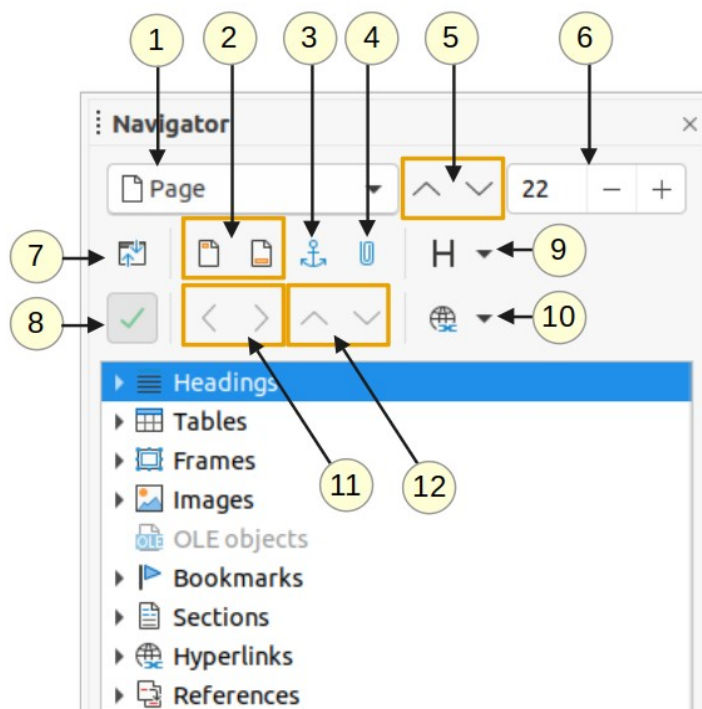 1 2 3 4 5 6
Navigator
Page 22
7 H 9
8 10
Headings
Tables
Frames
11 12
Images
OLE OLE objects
Bookmarks
Sections
Hyperlinks
References